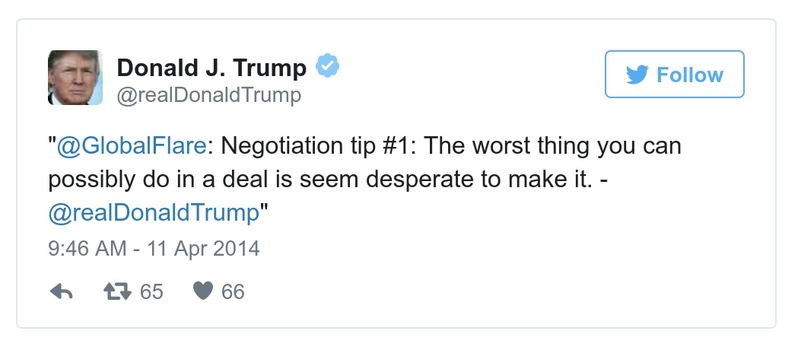 Donald J. Trump
@realDonaldTrump
Follow
"@GlobalFlare: Negotiation tip #1: The worst thing you can
possibly do in a deal is seem desperate to make it. -
@realDonaldTrump"
9:46 AM - 11 Apr 2014
65 66